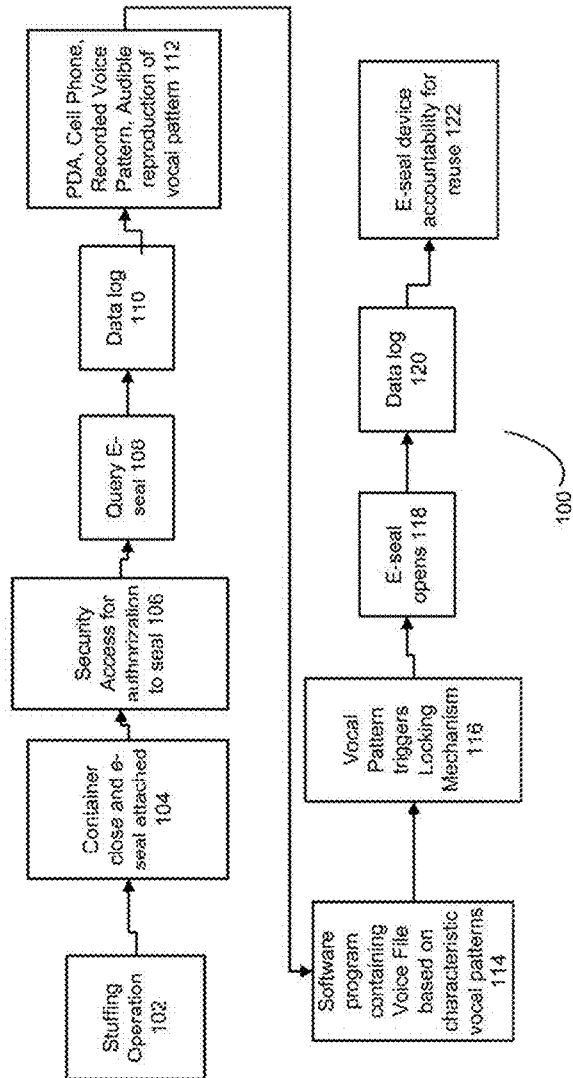 Stuffing
Operation
102
Container
close and e-
seal attached
104
Security
Access for
authorization
to seal 106
Query E-
seal 108
Data log
110
PDA, Cell Phone,
Recorded Voice
Pattern, Audible
reproduction of
vocal pattern 112
Software
program
containing
Voice File
based on
characteristic
vocal patterns
114
Vocal
Pattern
triggers
Locking
Mechanism
116
E-seal
opens 118
Data log
120
E-seal device
accountability for
reuse 122
100